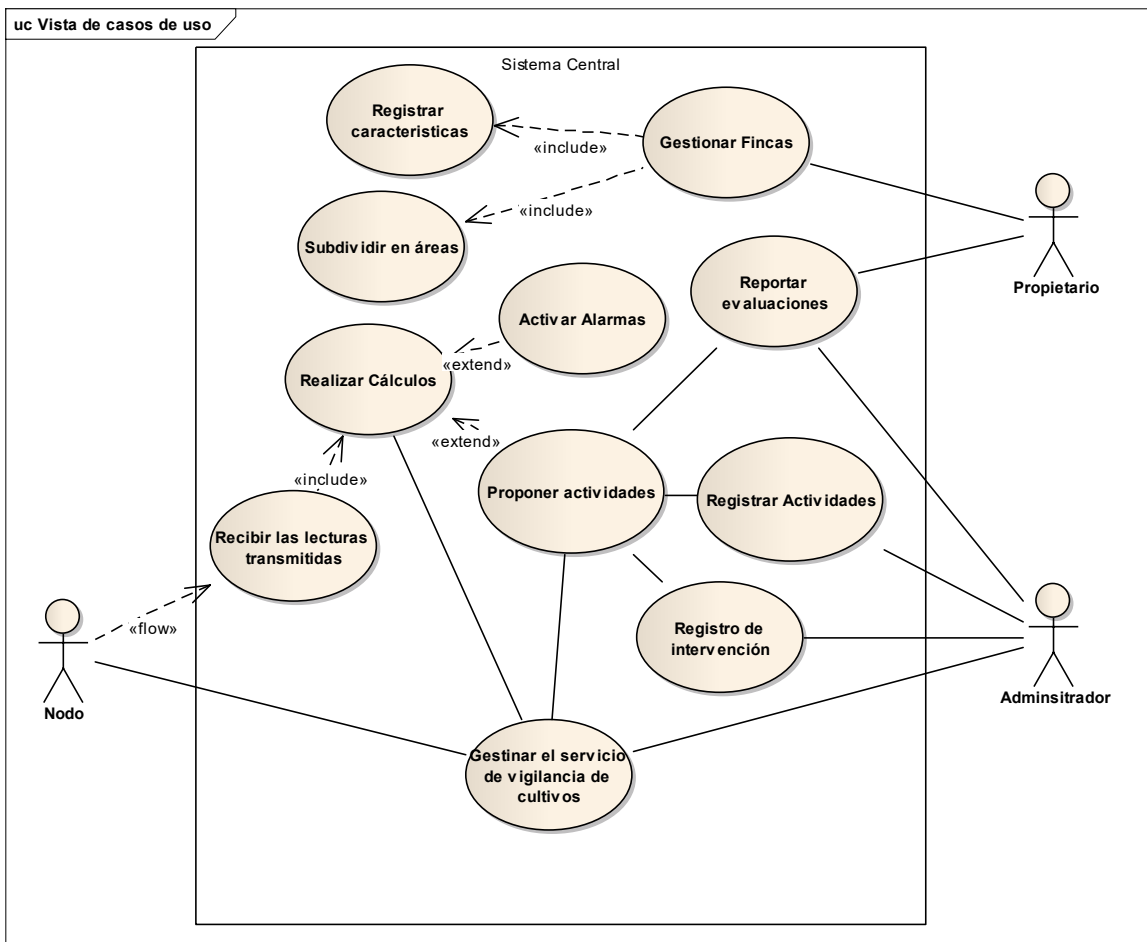 uc Vista de casos de uso
Sistema Central
Registrar
caracteristicas
«include»
Gestionar Fincas
«include»
Subdividir en áreas
Propietario
Reportar
evaluaciones
Activar Alarmas
«extend»
Realizar Cálculos
«extend»
«include»
Proponer actividades
Registrar Actividades
Recibir las lecturas
transmitidas
«flow»
Nodo
Registro de
intervención
Adminsitrador
Gestinar el servicio
de vigilancia de
cultivos